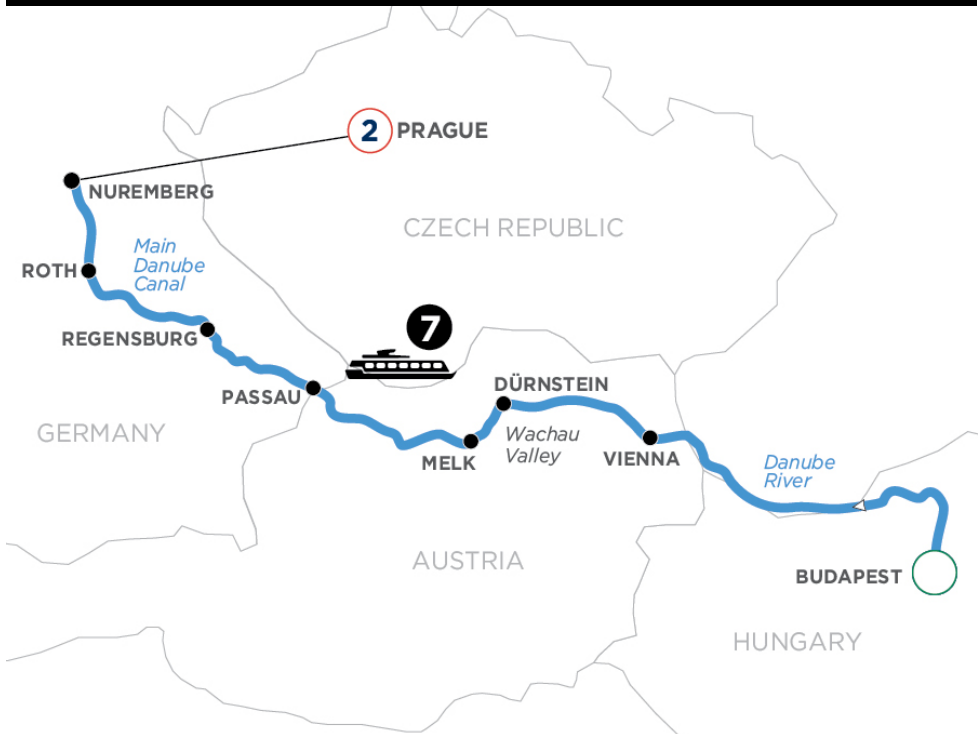 2 PRAGUE
NUREMBERG
CZECH REPUBLIC
Main
Danube
Canal
ROTH
7
REGENSBURG
DÜRNSTEIN
PASSAU
GERMANY
Wachau
Valley
MELK
VIENNA
Danube
River
AUSTRIA
BUDAPEST
HUNGARY